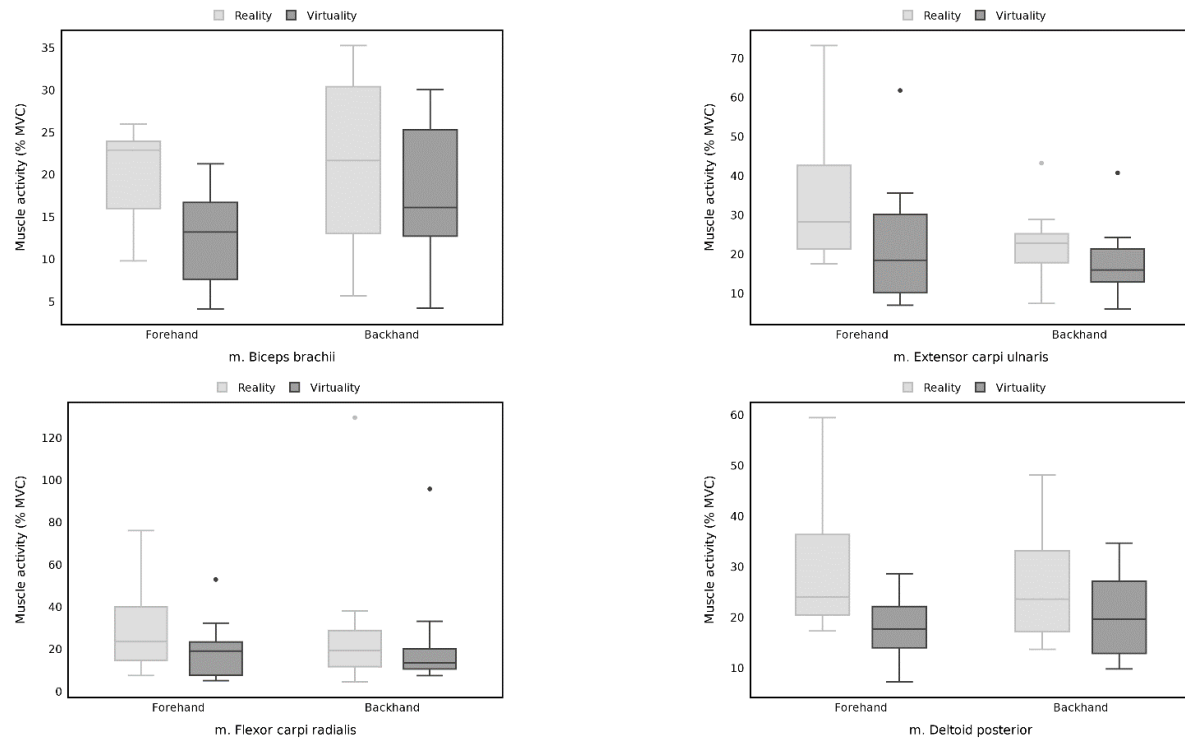 Reality Virtuality
Muscle activity (% MVC)
35
30
25
20
15
10
5
Forehand Backhand
m. Biceps brachii
Reality Virtuality
Muscle activity (% MVC)
70
60
50
40
30
20
10
Forehand Backhand
m. Extensor carpi ulnaris
Reality Virtuality
Muscle activity (% MVC)
120
100
80
60
40
20
0
Forehand Backhand
m. Flexor carpi radialis
Reality Virtuality
Muscle activity (% MVC)
60
50
40
30
20
10
Forehand Backhand
m. Deltoid posterior